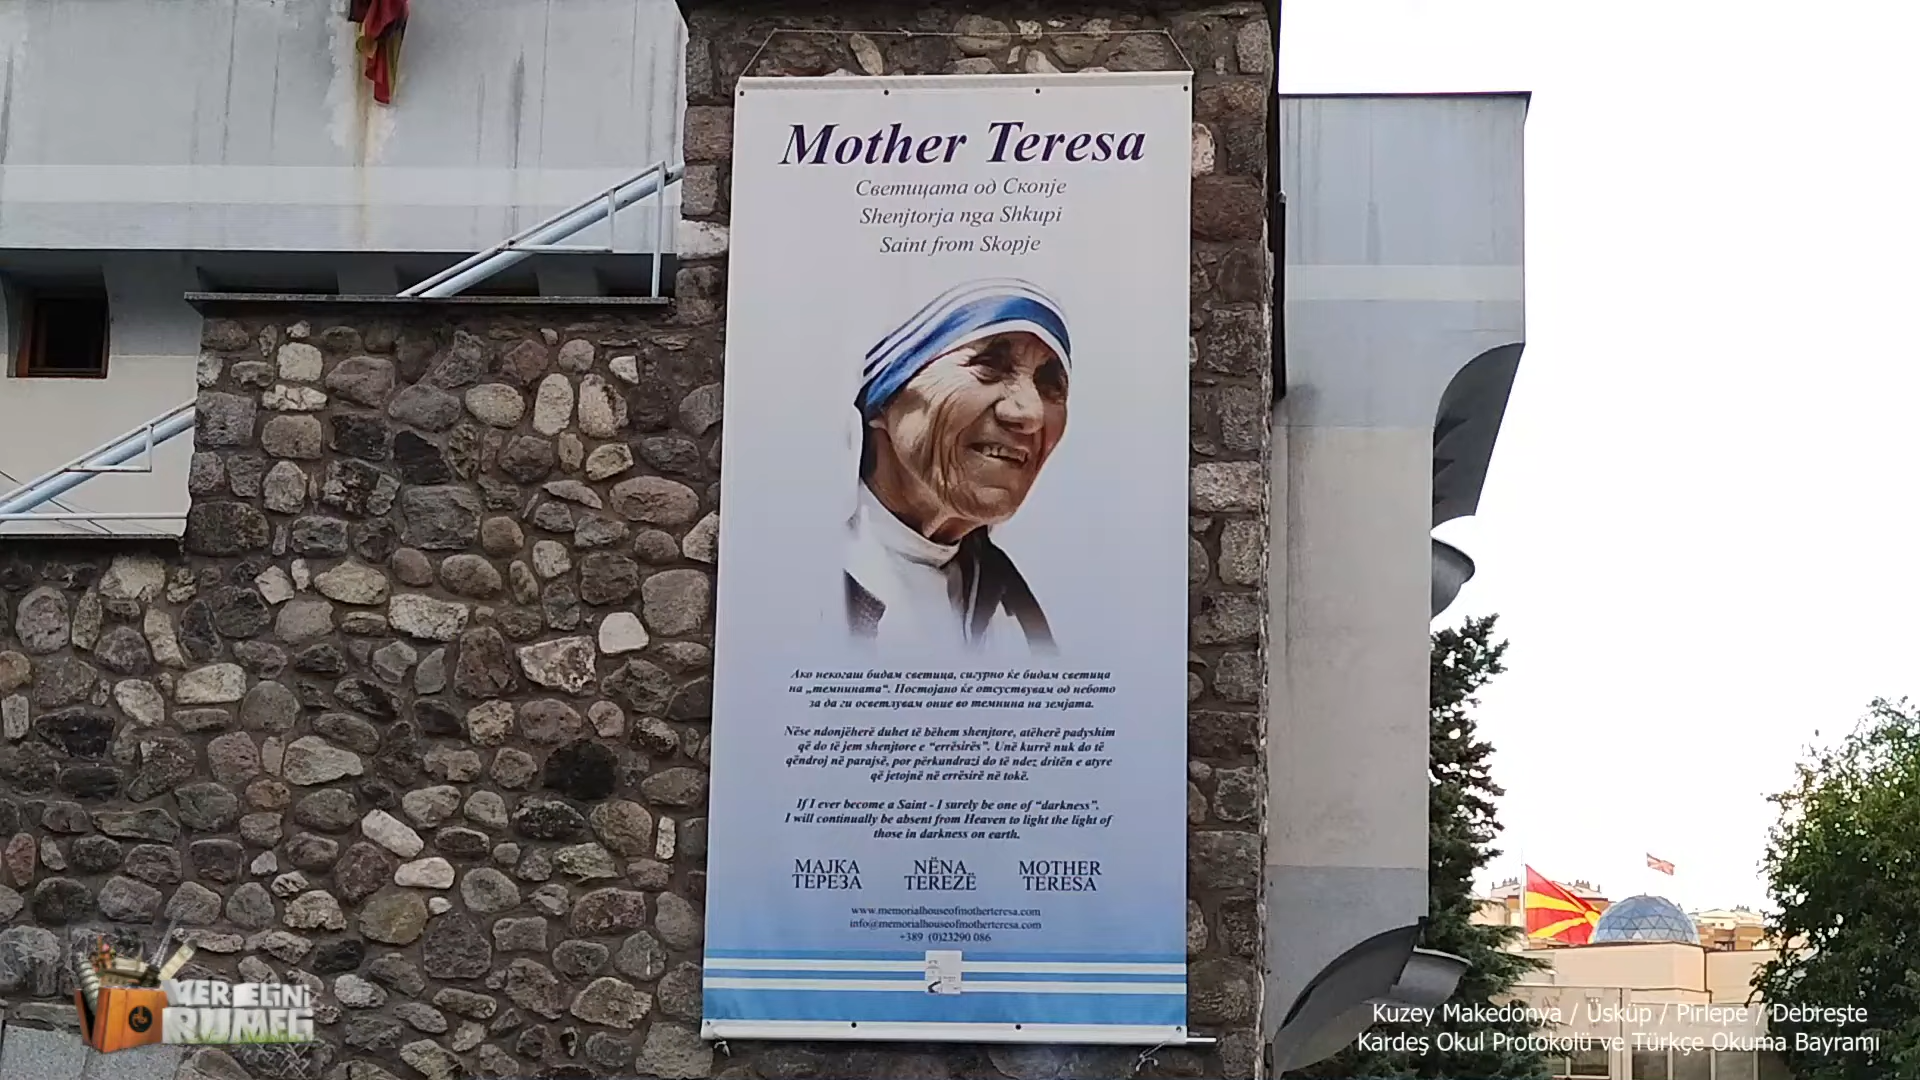 Mother Teresa
Светицата од Скопје
Shenjtorja nga Shkupi
Saint from Skopje
Ако некогаш бидам светица, сигурно ќе бидам светица
на „темнината“. Постојано ќе отсуствувам од небото
за да ги осветлувам оние во темнина на земјата.
Nëse ndonjëherë duhet të bëhem shenjtore, atëherë padyshim
që do të jem shenjtore e “errësirës”. Unë kurrë nuk do të
qëndroj në parajsë, por përkundrazi do të ndez dritën e atyre
që jetojnë në errësirë në tokë.
If I ever become a Saint - I surely be one of “darkness”.
I will continually be absent from Heaven to light the light of
those in darkness on earth.
МАЈКА ТЕРЕЗА
NËNA TEREZË
MOTHER TERESA
www.memorialhouseofmotherteresa.com
info@memorialhouseofmotherteresa.com
+389 (0)23290 086
VER ELİNİ
RUMELİ
Kuzey Makedonya / Üsküp / Pirlepe / Debreşte
Kardeş Okul Protokolü ve Türkçe Okuma Bayramı